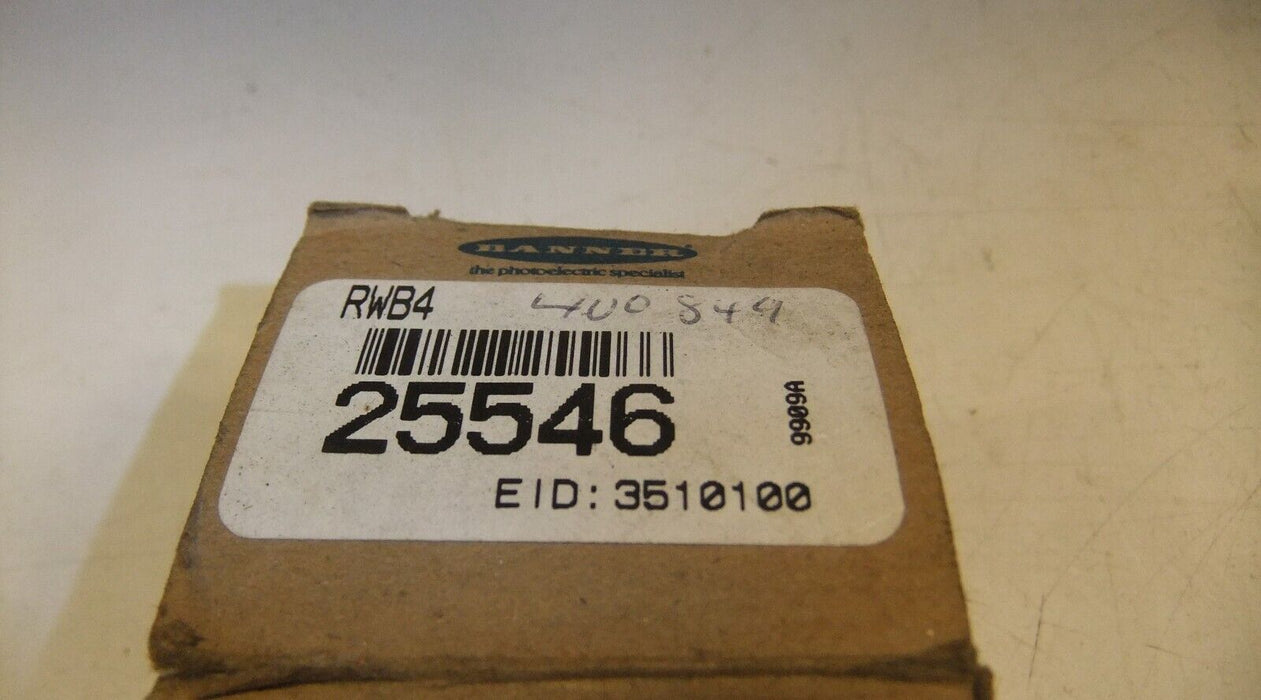 BANNER
the photoelectric specialist
RWB4
400 849
25546
9909A
EID: 3510100